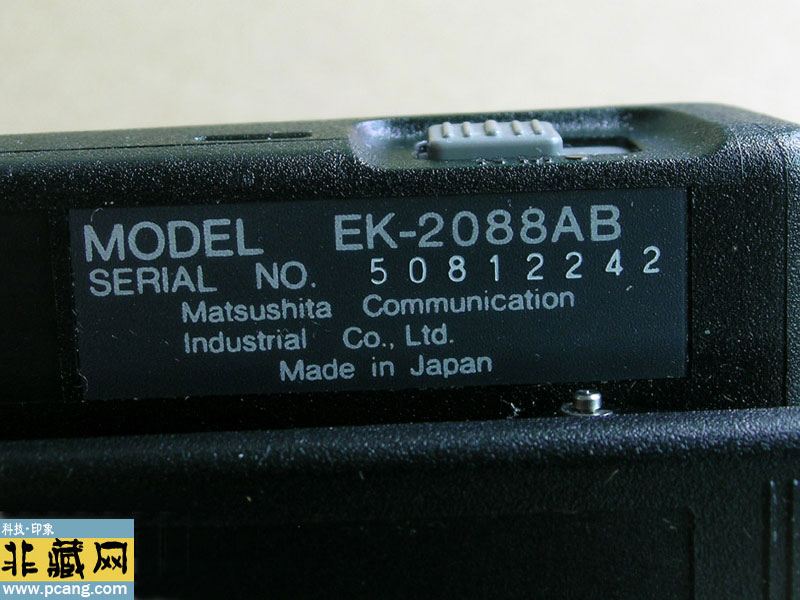 MODEL EK-2088AB
SERIAL NO. 50812242
Matsushita Communication
Industrial Co., Ltd.
Made in Japan
科技·印象
非藏网
www.pcang.com